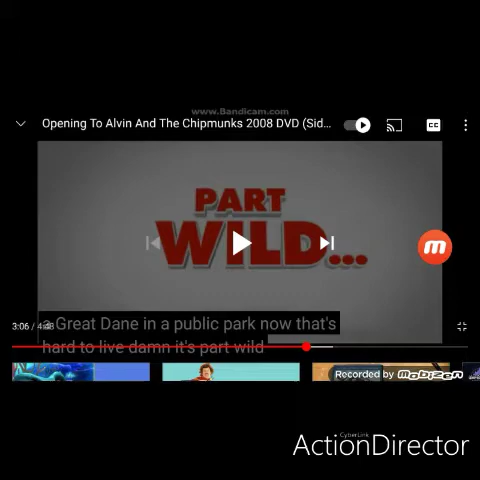 www.Bandicam.com
Opening To Alvin And The Chipmunks 2008 DVD (Sid...
CC
PART
WILD...
m
a Great Dane in a public park now that's
3:06 / 4:48
hard to live damn it's part wild
Recorded by mobizen
CyberLink
ActionDirector